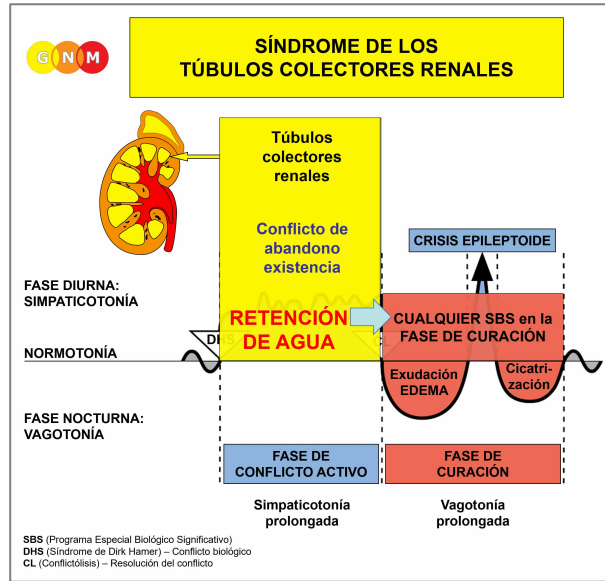 GNM
SÍNDROME DE LOS
TÚBULOS COLECTORES RENALES
Túbulos
colectores
renales
Conflicto de
abandono
existencia
CRISIS EPILEPTOIDE
FASE DIURNA:
SIMPATICOTONÍA
RETENCIÓN
DE AGUA
CUALQUIER SBS en la
FASE DE CURACIÓN
DHS
CL
NORMOTONÍA
Exudación
EDEMA
Cicatri-
zación
FASE NOCTURNA:
VAGOTONÍA
FASE DE
CONFLICTO ACTIVO
FASE DE
CURACIÓN
Simpaticotonía
prolongada
Vagotonía
prolongada
SBS (Programa Especial Biológico Significativo)
DHS (Síndrome de Dirk Hamer) – Conflicto biológico
CL (Conflictólisis) – Resolución del conflicto